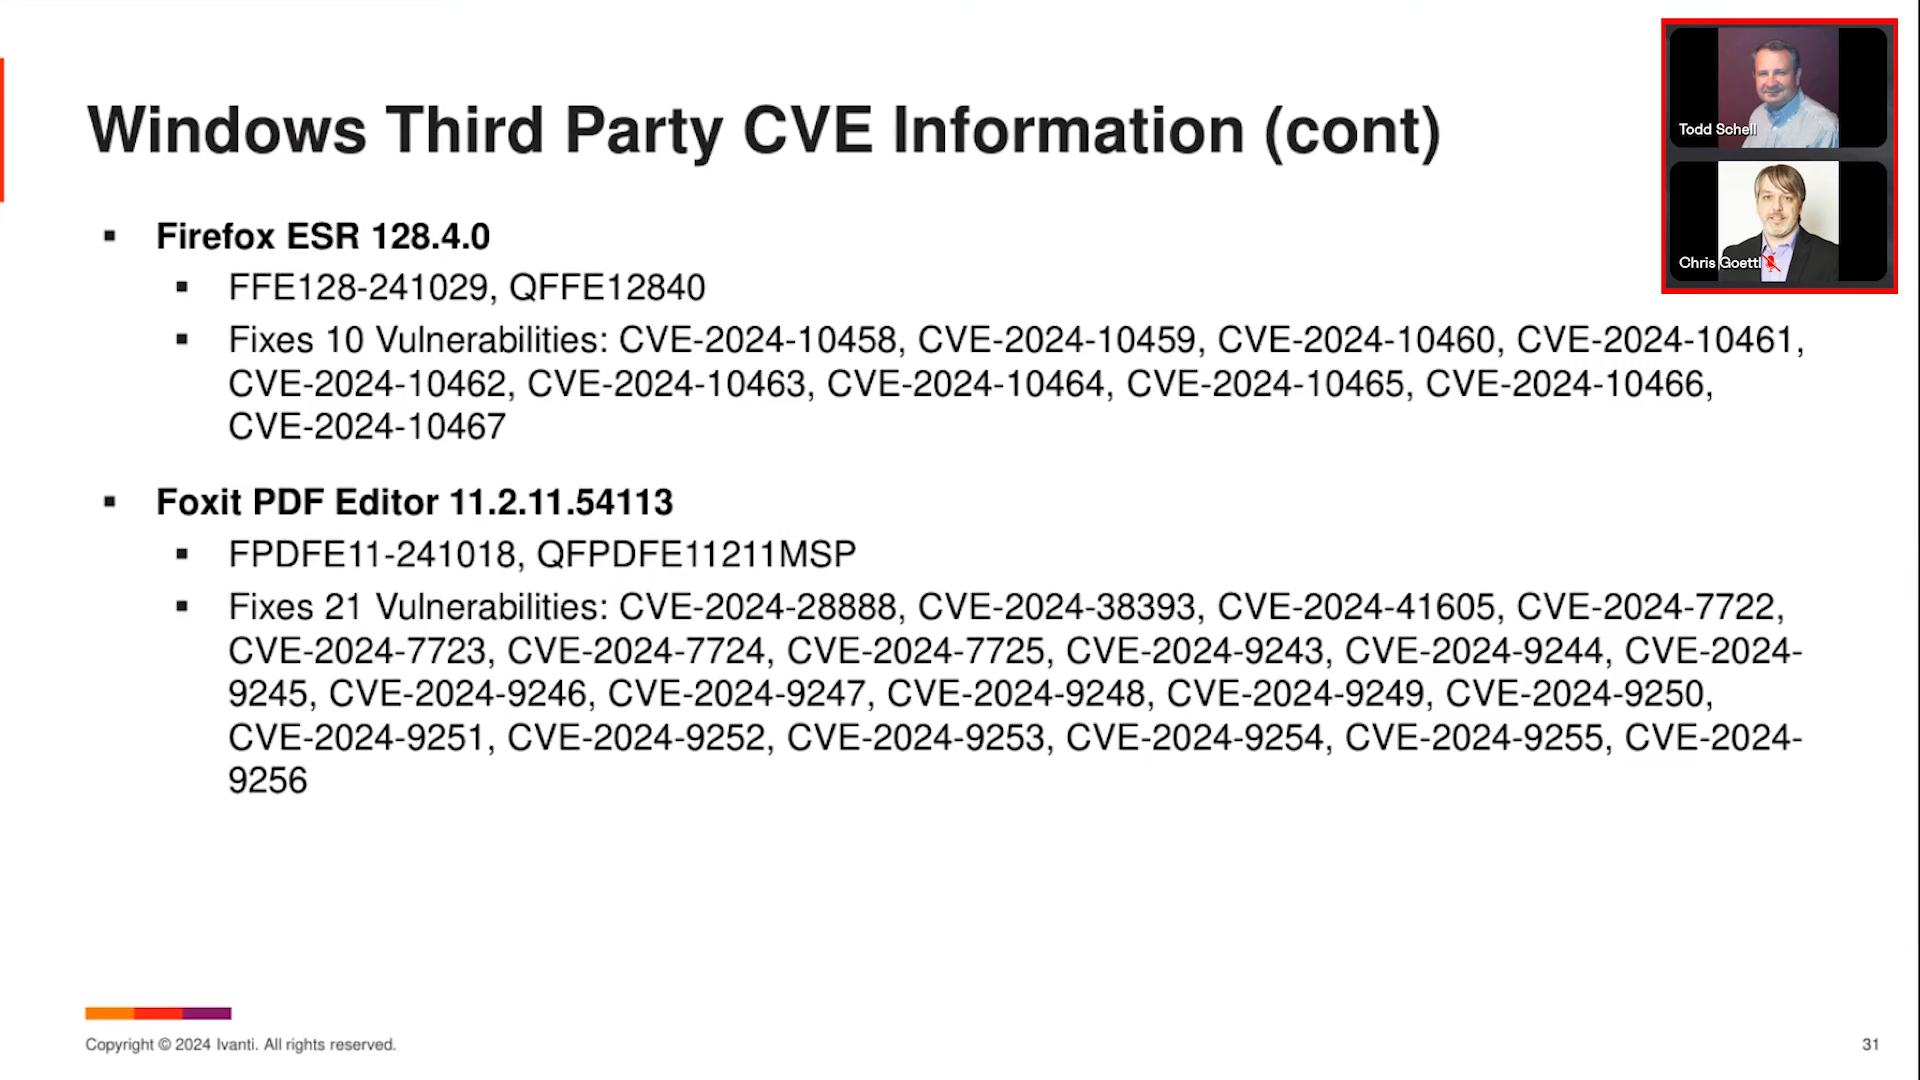 Windows Third Party CVE Information (cont)
Todd Schell
Chris Goettl
▪ Firefox ESR 128.4.0
▪ FFE128-241029, QFFE12840
▪ Fixes 10 Vulnerabilities: CVE-2024-10458, CVE-2024-10459, CVE-2024-10460, CVE-2024-10461,
CVE-2024-10462, CVE-2024-10463, CVE-2024-10464, CVE-2024-10465, CVE-2024-10466,
CVE-2024-10467
▪ Foxit PDF Editor 11.2.11.54113
▪ FPDFE11-241018, QFPDFE11211MSP
▪ Fixes 21 Vulnerabilities: CVE-2024-28888, CVE-2024-38393, CVE-2024-41605, CVE-2024-7722,
CVE-2024-7723, CVE-2024-7724, CVE-2024-7725, CVE-2024-9243, CVE-2024-9244, CVE-2024-
9245, CVE-2024-9246, CVE-2024-9247, CVE-2024-9248, CVE-2024-9249, CVE-2024-9250,
CVE-2024-9251, CVE-2024-9252, CVE-2024-9253, CVE-2024-9254, CVE-2024-9255, CVE-2024-
9256
Copyright © 2024 Ivanti. All rights reserved.
31